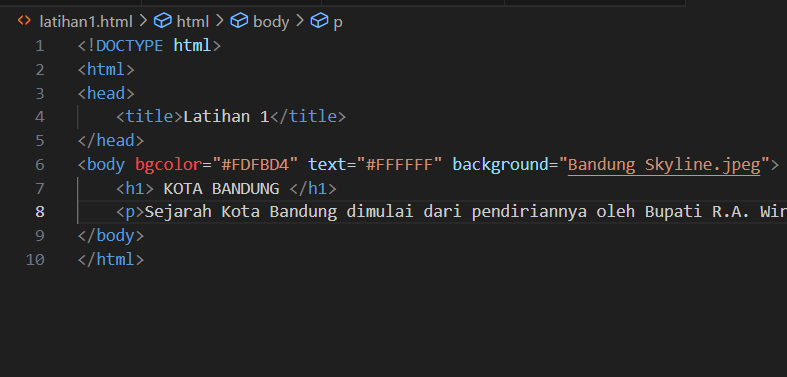 latihan1.html > html > body > p
1 <!DOCTYPE html>
2 <html>
3 <head>
4 <title>Latihan 1</title>
5 </head>
6 <body bgcolor="#FDFBD4" text="#FFFFFF" background="Bandung Skyline.jpeg">
7 <h1> KOTA BANDUNG </h1>
8 <p>Sejarah Kota Bandung dimulai dari pendiriannya oleh Bupati R.A.
9 </body>
10 </html>